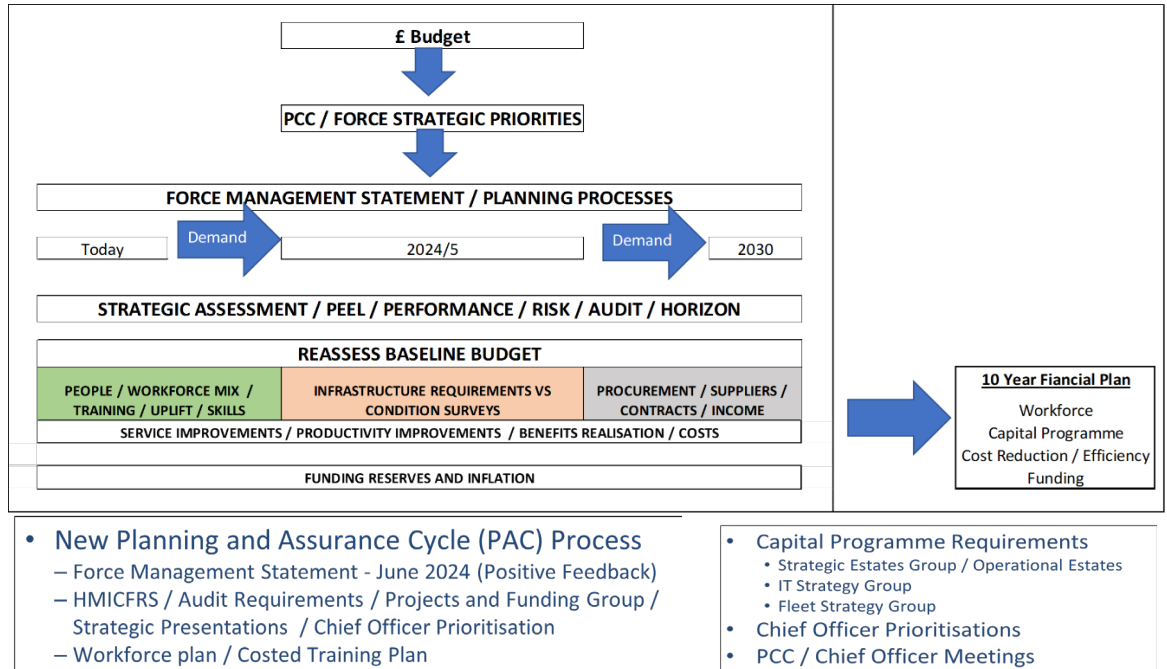 £ Budget
PCC / FORCE STRATEGIC PRIORITIES
FORCE MANAGEMENT STATEMENT / PLANNING PROCESSES
Today
Demand
2024/5
Demand
2030
STRATEGIC ASSESSMENT / PEEL / PERFORMANCE / RISK / AUDIT / HORIZON
REASSESS BASELINE BUDGET
PEOPLE / WORKFORCE MIX /
TRAINING / UPLIFT / SKILLS
INFRASTRUCTURE REQUIREMENTS VS
CONDITION SURVEYS
PROCUREMENT / SUPPLIERS /
CONTRACTS / INCOME
SERVICE IMPROVEMENTS / PRODUCTIVITY IMPROVEMENTS / BENEFITS REALISATION / COSTS
FUNDING RESERVES AND INFLATION
10 Year Fiancial Plan
Workforce
Capital Programme
Cost Reduction / Efficiency
Funding
• New Planning and Assurance Cycle (PAC) Process
– Force Management Statement - June 2024 (Positive Feedback)
– HMICFRS / Audit Requirements / Projects and Funding Group /
Strategic Presentations / Chief Officer Prioritisation
– Workforce plan / Costed Training Plan
• Capital Programme Requirements
• Strategic Estates Group / Operational Estates
• IT Strategy Group
• Fleet Strategy Group
• Chief Officer Prioritisations
• PCC / Chief Officer Meetings